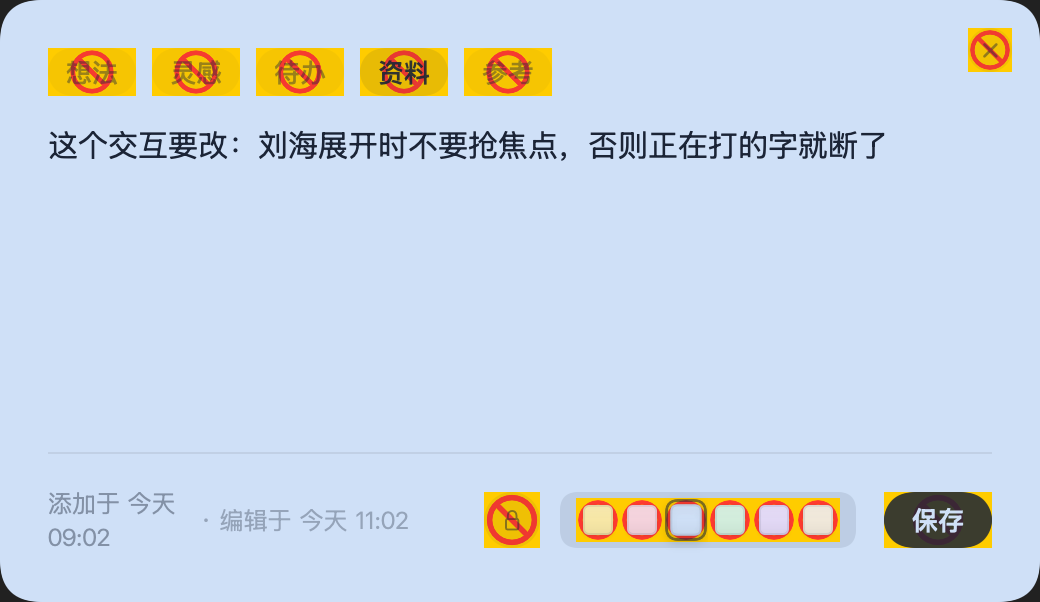 想法 灵感 待办 资料 参考
这个交互要改：刘海展开时不要抢焦点，否则正在打的字就断了
添加于 今天
09:02
· 编辑于 今天 11:02
保存